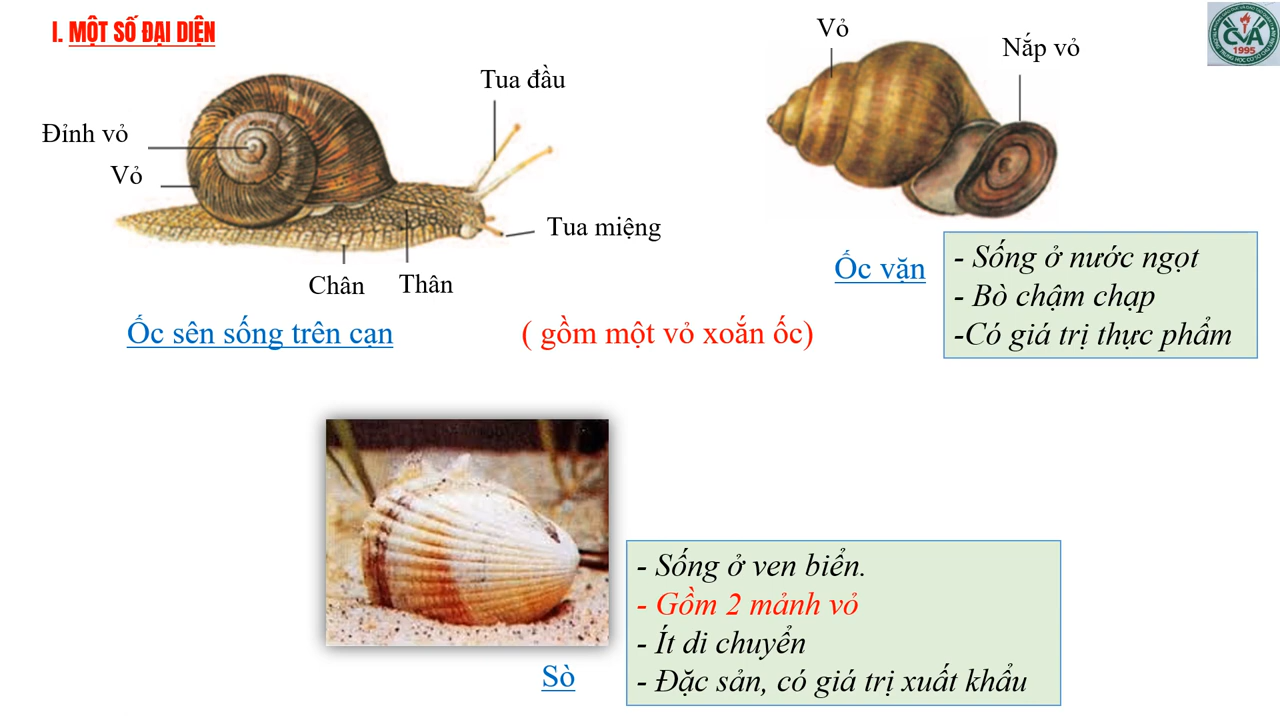 I. MỘT SỐ ĐẠI DIỆN
Tua đầu
Đỉnh vỏ
Vỏ
Tua miệng
Chân
Thân
Ốc sên sống trên cạn
( gồm một vỏ xoắn ốc)
Vỏ
Nắp vỏ
Ốc vặn
- Sống ở nước ngọt
- Bò chậm chạp
-Có giá trị thực phẩm
Sò
- Sống ở ven biển.
- Gồm 2 mảnh vỏ
- Ít di chuyển
- Đặc sản, có giá trị xuất khẩu
CVA
1995